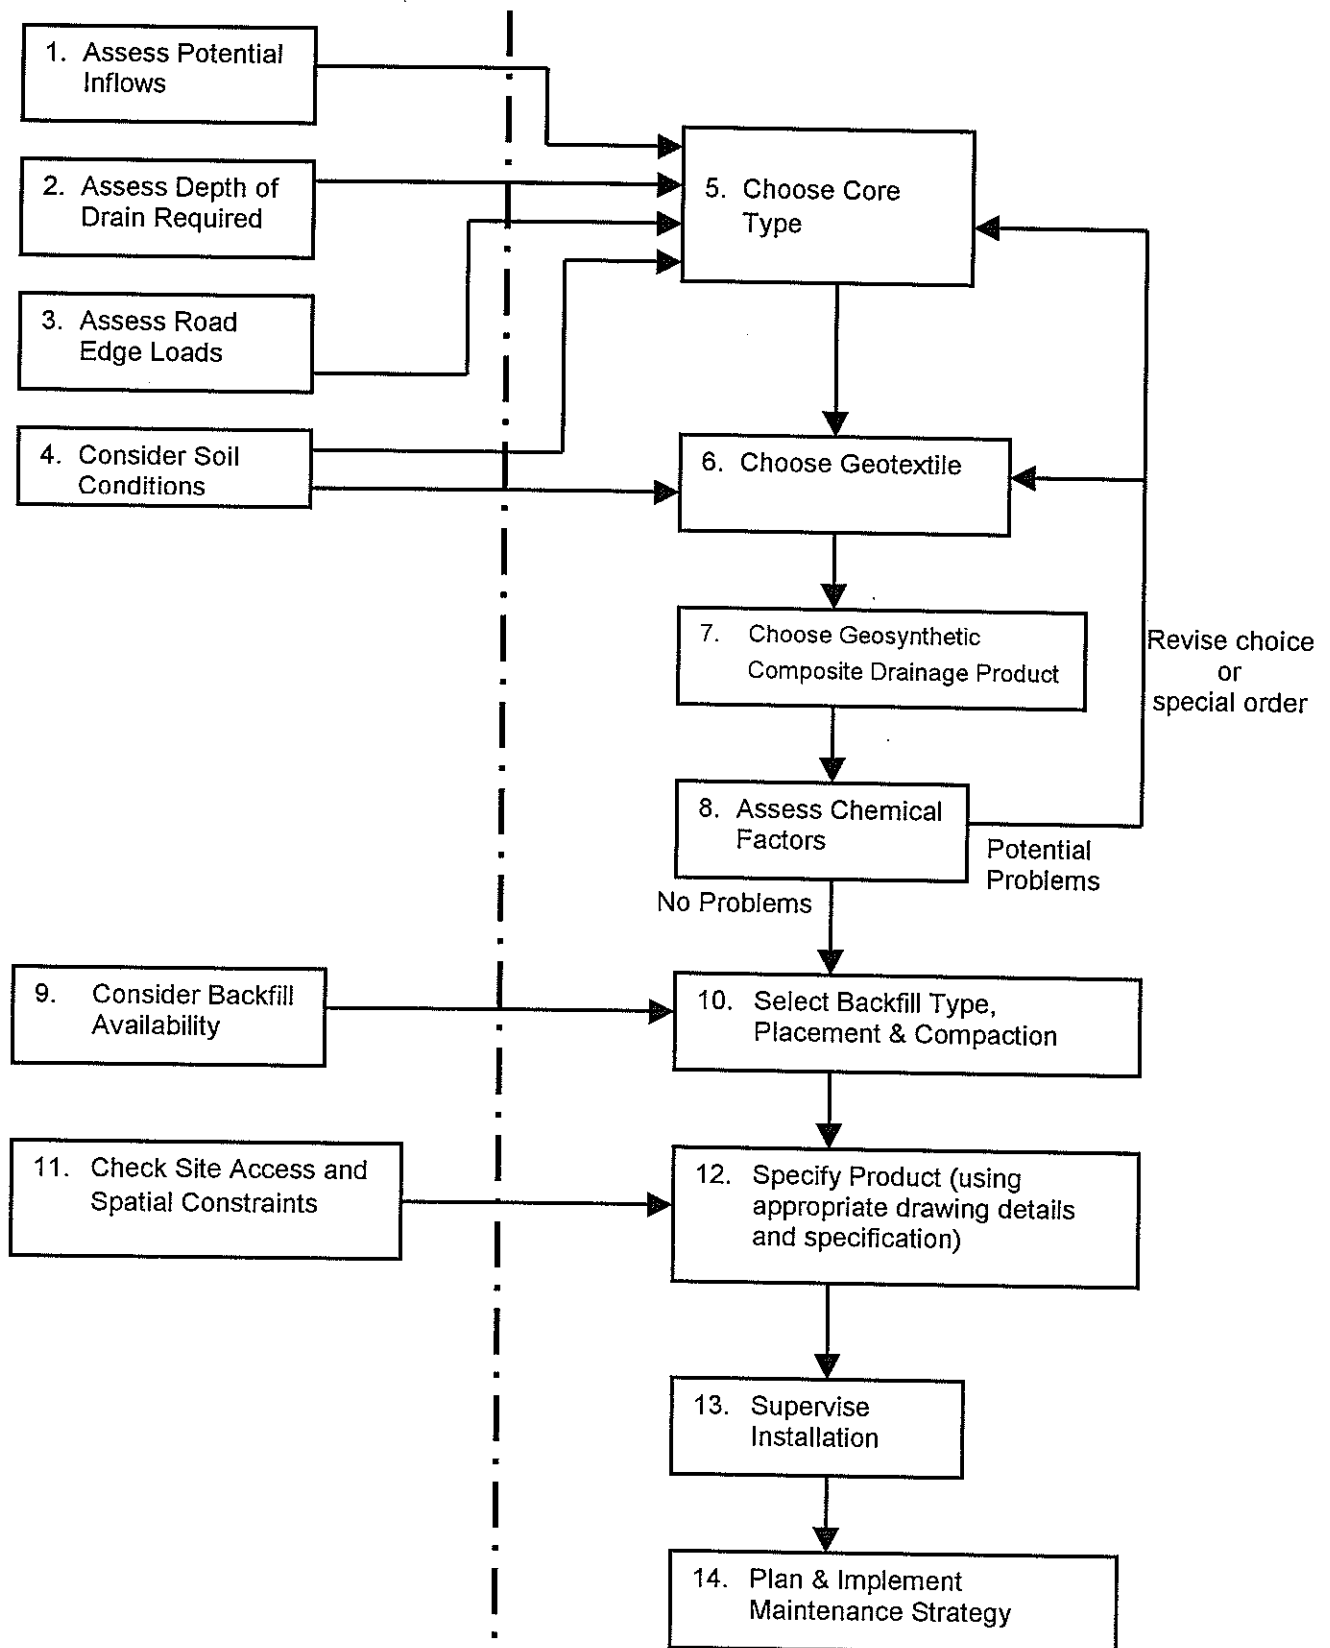 1. Assess Potential
Inflows
2. Assess Depth of
Drain Required
3. Assess Road
Edge Loads
4. Consider Soil
Conditions
5. Choose Core
Type
6. Choose Geotextile
7. Choose Geosynthetic
Composite Drainage Product
Revise choice
or
special order
8. Assess Chemical
Factors
Potential
Problems
No Problems
9. Consider Backfill
Availability
10. Select Backfill Type,
Placement & Compaction
11. Check Site Access and
Spatial Constraints
12. Specify Product (using
appropriate drawing details
and specification)
13. Supervise
Installation
14. Plan & Implement
Maintenance Strategy